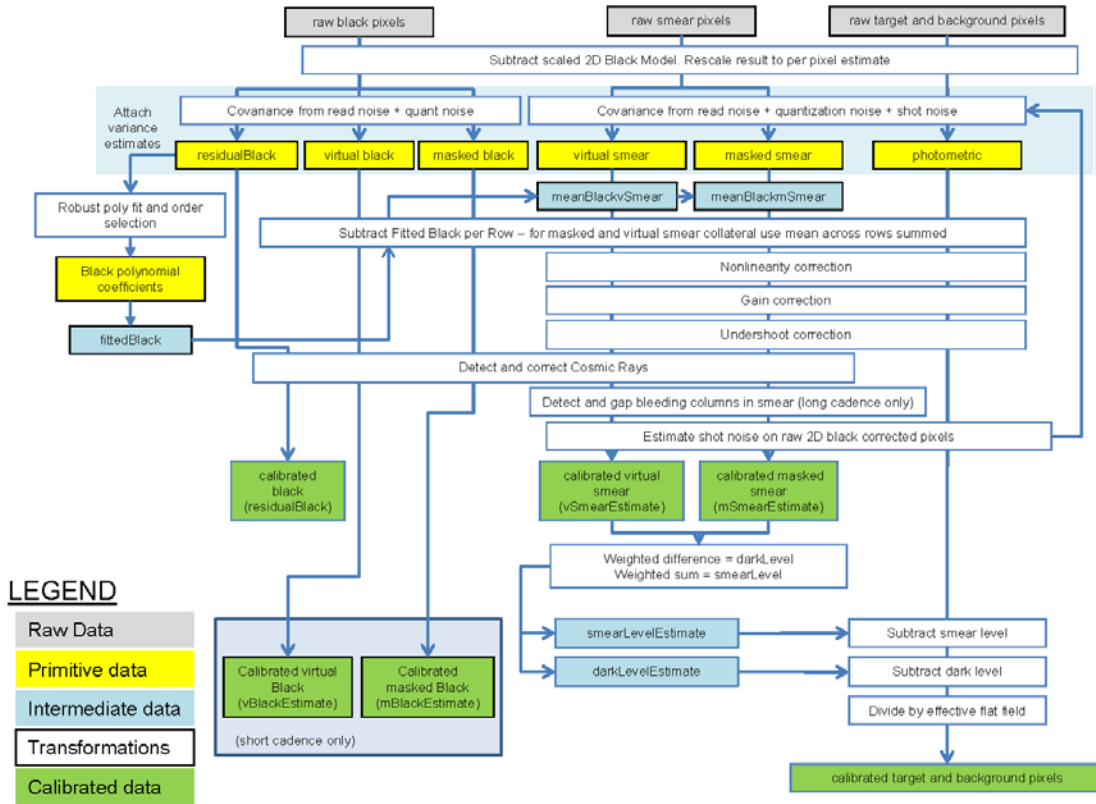 raw black pixels
raw smear pixels
raw target and background pixels
Subtract scaled 2D Black Model. Rescale result to per pixel estimate
Attach
variance
estimates
Covariance from read noise + quant noise
Covariance from read noise + quantization noise + shot noise
residualBlack
virtual black
masked black
virtual smear
masked smear
photometric
Robust poly fit and order
selection
meanBlackvSmear
meanBlackmSmear
Subtract Fitted Black per Row – for masked and virtual smear collateral use mean across rows summed
Black polynomial
coefficients
Nonlinearity correction
Gain correction
fittedBlack
Undershoot correction
Detect and correct Cosmic Rays
Detect and gap bleeding columns in smear (long cadence only)
Estimate shot noise on raw 2D black corrected pixels
calibrated
black
(residualBlack)
calibrated virtual
smear
(vSmearEstimate)
calibrated masked
smear
(mSmearEstimate)
Weighted difference = darkLevel
Weighted sum = smearLevel
LEGEND
Raw Data
Primitive data
Intermediate data
Transformations
Calibrated data
smearLevelEstimate
Subtract smear level
darkLevelEstimate
Subtract dark level
Calibrated virtual
Black
(vBlackEstimate)
Calibrated
masked Black
(mBlackEstimate)
(short cadence only)
Divide by effective flat field
calibrated target and background pixels